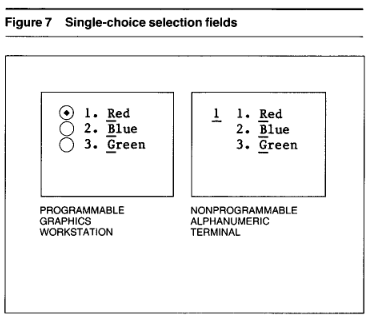 Figure 7 Single-choice selection fields
1. Red
2. Blue
3. Green
1 1. Red
2. Blue
3. Green
PROGRAMMABLE
GRAPHICS
WORKSTATION
NONPROGRAMMABLE
ALPHANUMERIC
TERMINAL